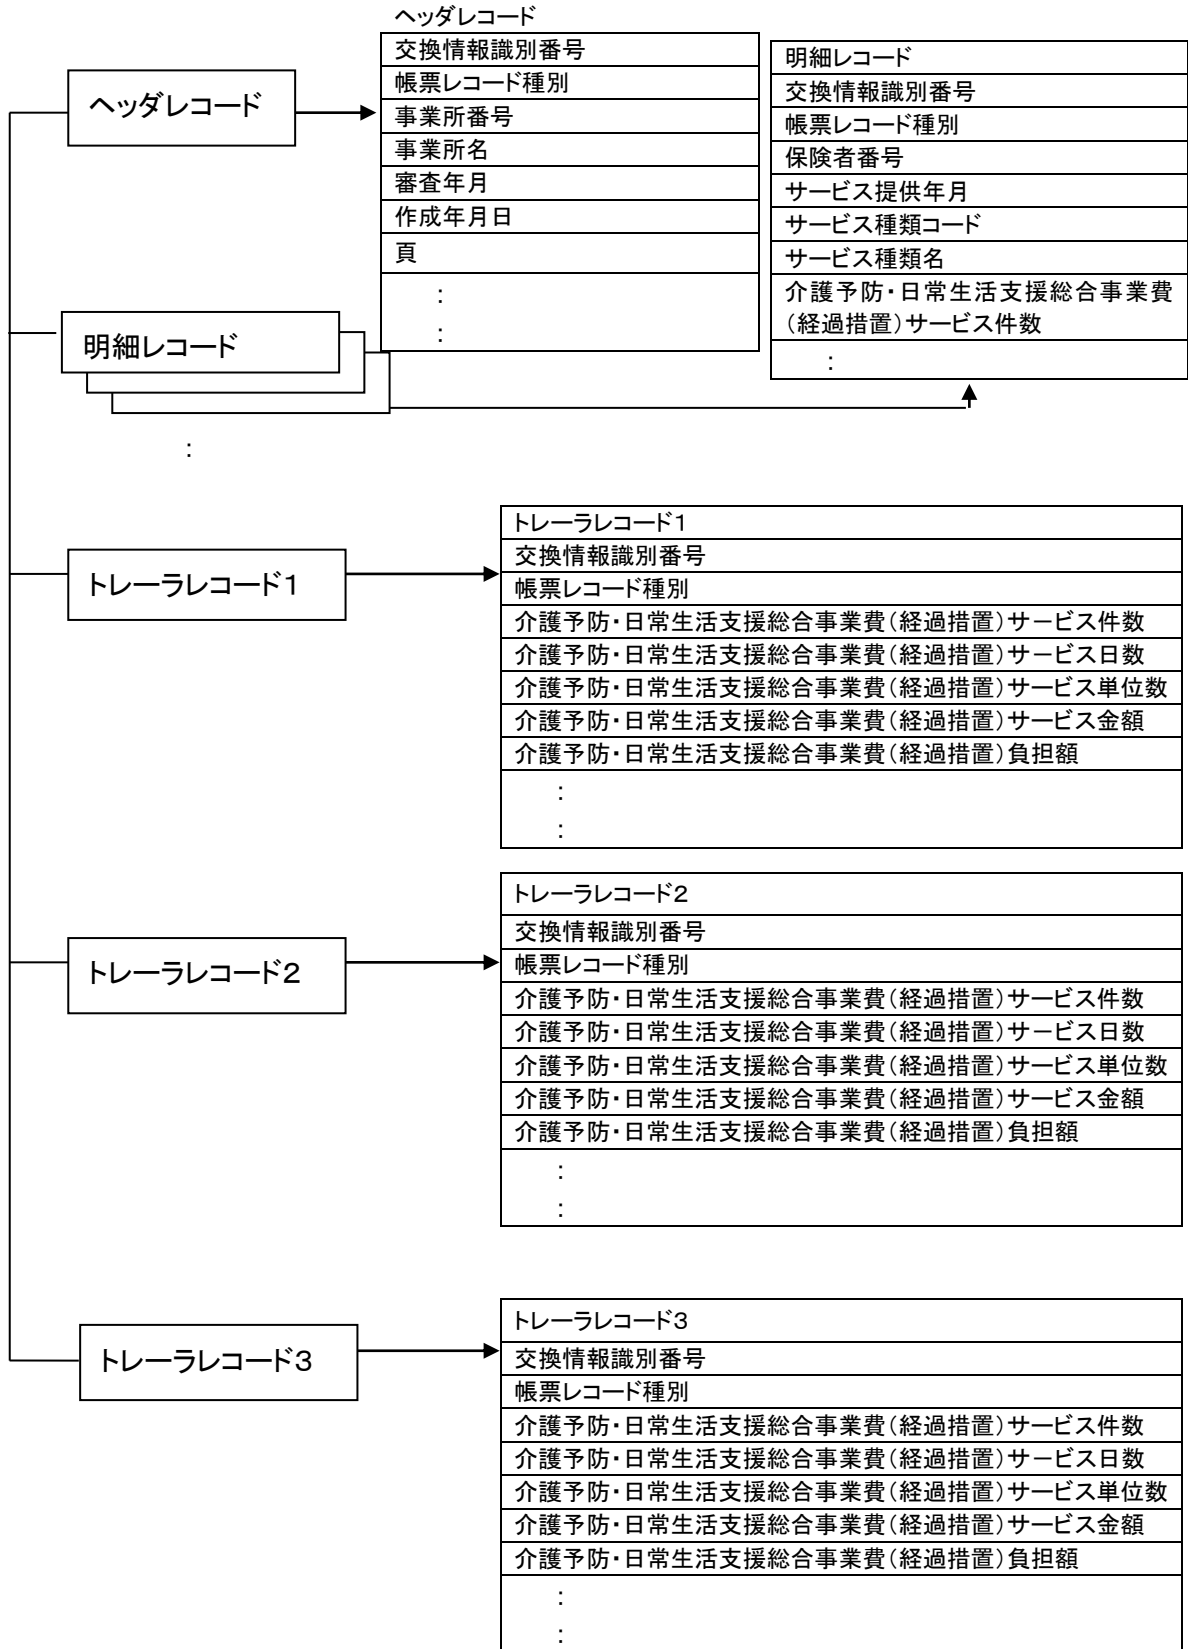 ヘッダレコード
ヘッダレコード
交換情報識別番号
帳票レコード種別
事業所番号
事業所名
審査年月
作成年月日
頁
：
：
明細レコード
明細レコード
交換情報識別番号
帳票レコード種別
保険者番号
サービス提供年月
サービス種類コード
サービス種類名
介護予防・日常生活支援総合事業費
（経過措置）サービス件数
：
：
トレーラレコード１
トレーラレコード１
交換情報識別番号
帳票レコード種別
介護予防・日常生活支援総合事業費（経過措置）サービス件数
介護予防・日常生活支援総合事業費（経過措置）サービス日数
介護予防・日常生活支援総合事業費（経過措置）サービス単位数
介護予防・日常生活支援総合事業費（経過措置）サービス金額
介護予防・日常生活支援総合事業費（経過措置）負担額
：
：
トレーラレコード２
トレーラレコード２
交換情報識別番号
帳票レコード種別
介護予防・日常生活支援総合事業費（経過措置）サービス件数
介護予防・日常生活支援総合事業費（経過措置）サービス日数
介護予防・日常生活支援総合事業費（経過措置）サービス単位数
介護予防・日常生活支援総合事業費（経過措置）サービス金額
介護予防・日常生活支援総合事業費（経過措置）負担額
：
：
トレーラレコード３
トレーラレコード３
交換情報識別番号
帳票レコード種別
介護予防・日常生活支援総合事業費（経過措置）サービス件数
介護予防・日常生活支援総合事業費（経過措置）サービス日数
介護予防・日常生活支援総合事業費（経過措置）サービス単位数
介護予防・日常生活支援総合事業費（経過措置）サービス金額
介護予防・日常生活支援総合事業費（経過措置）負担額
：
：